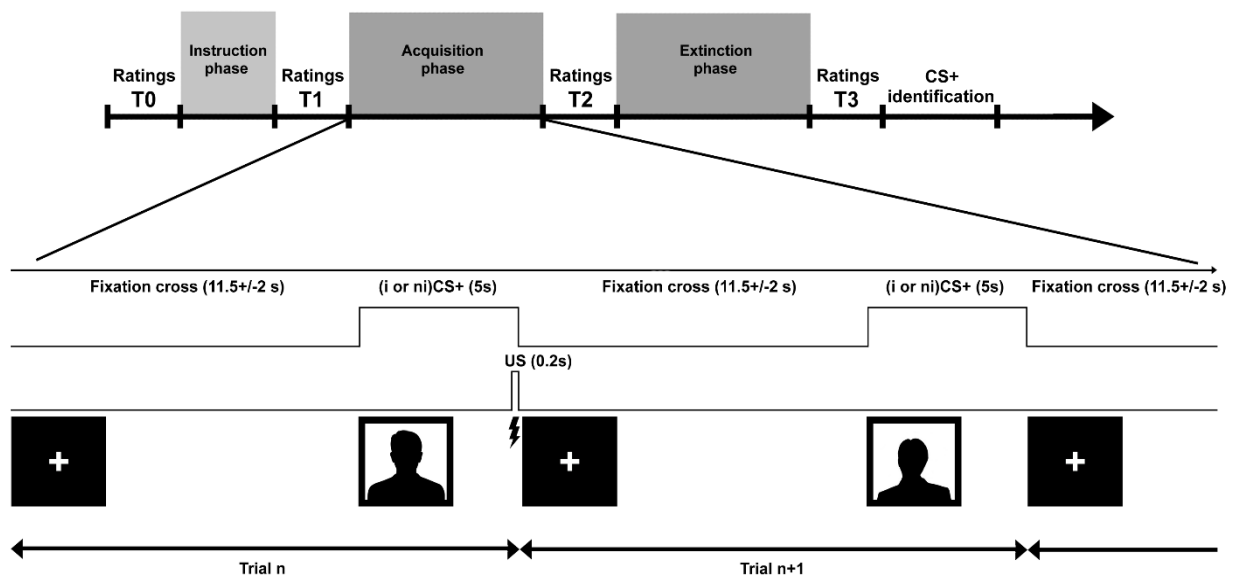 Ratings
T0
Instruction
phase
Ratings
T1
Acquisition
phase
Ratings
T2
Extinction
phase
Ratings
T3
CS+
identification
Fixation cross (11.5+/-2 s)
(i or ni)CS+ (5s)
Fixation cross (11.5+/-2 s)
(i or ni)CS+ (5s)
Fixation cross (11.5+/-2 s)
US (0.2s)
Trial n
Trial n+1